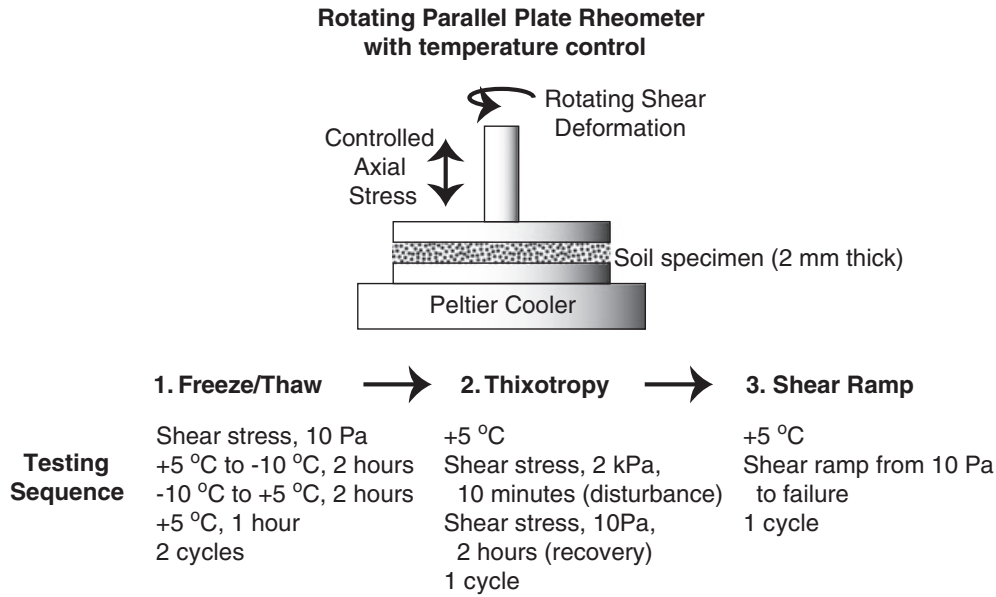 Rotating Parallel Plate Rheometer
with temperature control
Rotating Shear
Deformation
Controlled
Axial
Stress
Soil specimen (2 mm thick)
Peltier Cooler
1. Freeze/Thaw
2. Thixotropy
3. Shear Ramp
Testing
Sequence
Shear stress, 10 Pa
+5 °C to -10 °C, 2 hours
-10 °C to +5 °C, 2 hours
+5 °C, 1 hour
2 cycles
+5 °C
Shear stress, 2 kPa,
10 minutes (disturbance)
Shear stress, 10Pa,
2 hours (recovery)
1 cycle
+5 °C
Shear ramp from 10 Pa
to failure
1 cycle